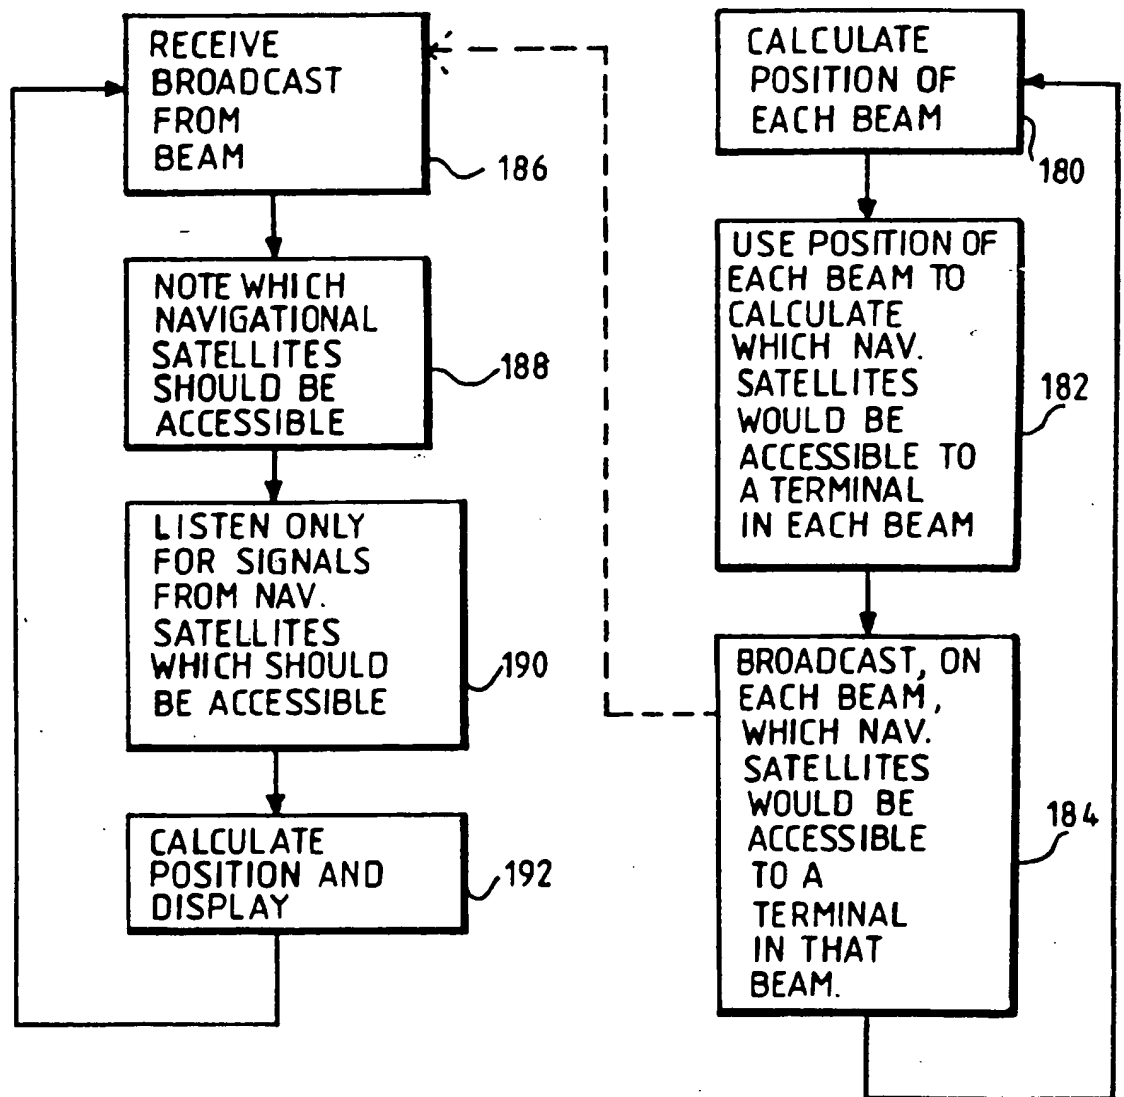 RECEIVE
BROADCAST
FROM
BEAM
186
NOTE WHICH
NAVIGATIONAL
SATELLITES
SHOULD BE
ACCESSIBLE
188
LISTEN ONLY
FOR SIGNALS
FROM NAV.
SATELLITES
WHICH SHOULD
BE ACCESSIBLE
190
CALCULATE
POSITION AND
DISPLAY
192
CALCULATE
POSITION OF
EACH BEAM
180
USE POSITION OF
EACH BEAM TO
CALCULATE
WHICH NAV.
SATELLITES
WOULD BE
ACCESSIBLE TO
A TERMINAL
IN EACH BEAM
182
BROADCAST, ON
EACH BEAM,
WHICH NAV.
SATELLITES
WOULD BE
ACCESSIBLE
TO A
TERMINAL
IN THAT
BEAM.
184